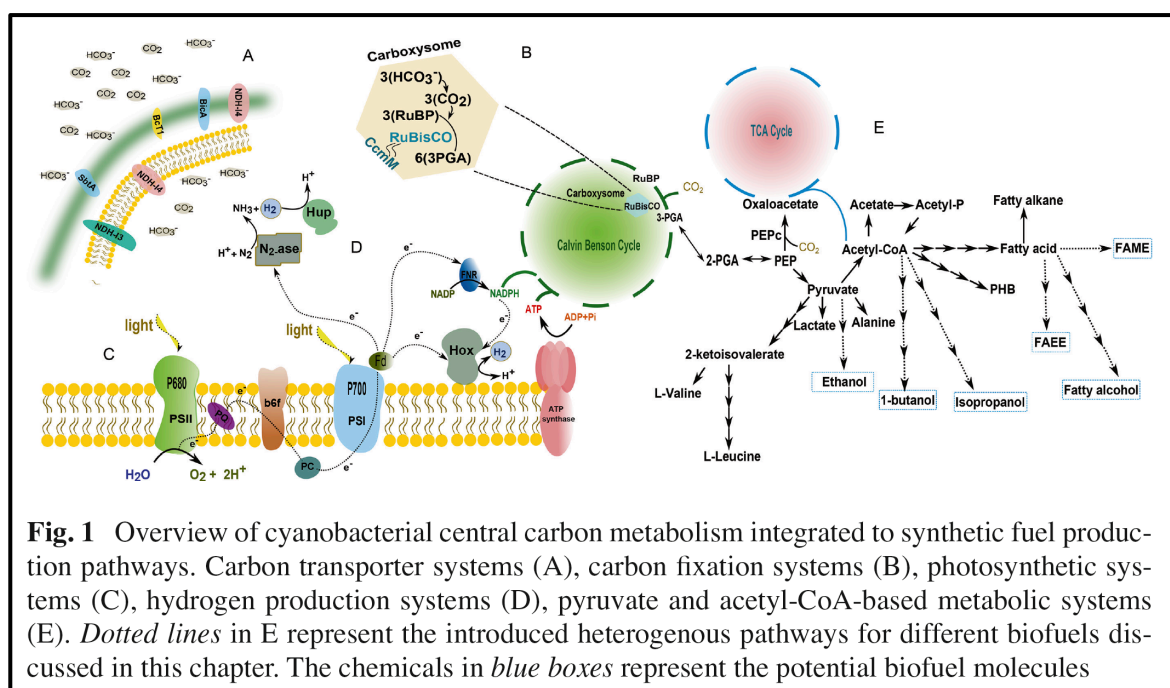 A
HCO₃⁻
CO₂
HCO₃⁻
CO₂
CO₂
HCO₃⁻
HCO₃⁻
CO₂
CO₂
CO₂
HCO₃⁻
CO₂
HCO₃⁻
BcT1
BicA
NDH-I4
HCO₃⁻
SbtA
NDH-I4
HCO₃⁻
HCO₃⁻
HCO₃⁻
CO₂
HCO₃⁻
NDH-I3
B
Carboxysome
3(HCO₃⁻)
3(CO₂)
3(RuBP)
RuBisCO
CcmM
6(3PGA)
Carboxysome
RuBP
CO₂
RuBisCO
3-PGA
Calvin Benson Cycle
D
H⁺
NH₃+
H₂
Hup
H⁺+ N₂
N₂.ase
e⁻
e⁻
e⁻
e⁻
FNR
NADP
NADPH
ATP
ADP+Pi
Hox
H₂
H⁺
C
light
light
P680
PSII
e⁻
PQ
e⁻
b6f
P700
PSI
Fd
PC
e⁻
H₂O
O₂ + 2H⁺
ATP
synthase
E
TCA Cycle
Oxaloacetate
PEPc
CO₂
2-PGA
PEP
Acetate
Acetyl-P
Acetyl-CoA
Fatty alkane
Fatty acid
FAME
PHB
Pyruvate
Lactate
Alanine
2-ketoisovalerate
L-Valine
L-Leucine
Ethanol
1-butanol
Isopropanol
FAEE
Fatty alcohol
Fig. 1 Overview of cyanobacterial central carbon metabolism integrated to synthetic fuel produc-
tion pathways. Carbon transporter systems (A), carbon fixation systems (B), photosynthetic sys-
tems (C), hydrogen production systems (D), pyruvate and acetyl-CoA-based metabolic systems
(E). Dotted lines in E represent the introduced heterogenous pathways for different biofuels dis-
cussed in this chapter. The chemicals in blue boxes represent the potential biofuel molecules